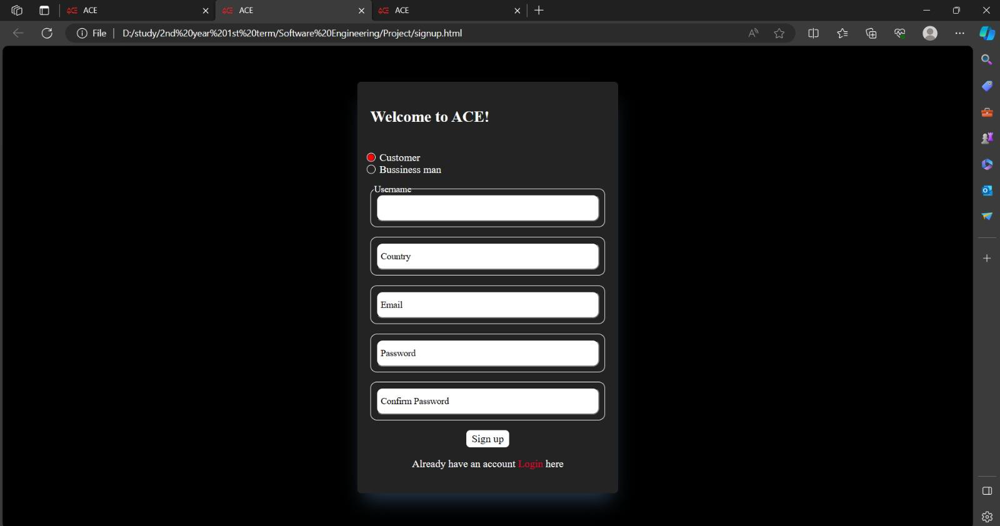 ACE
ACE
ACE
File
D:/study/2nd%20year%201st%20term/Software%20Engineering/Project/signup.html
Welcome to ACE!
Customer
Bussiness man
Username
Country
Email
Password
Confirm Password
Sign up
Already have an account Login here